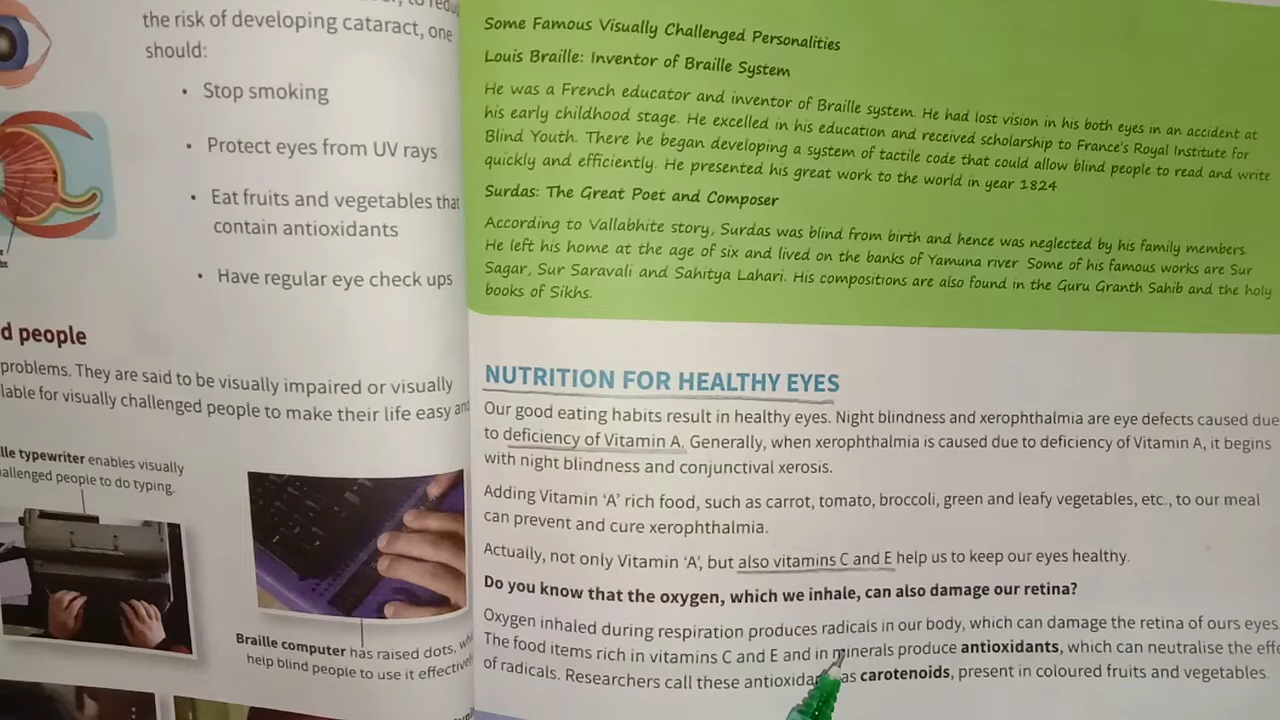 the risk of developing cataract, one
should:
• Stop smoking
• Protect eyes from UV rays
• Eat fruits and vegetables that
contain antioxidants
• Have regular eye check ups
d people
problems. They are said to be visually impaired or visually
lable for visually challenged people to make their life easy and
lle typewriter enables visually
allenged people to do typing.
Braille computer has raised dots,
help blind people to use it effective
Some Famous Visually Challenged Personalities
Louis Braille: Inventor of Braille System
He was a French educator and inventor of Braille system. He had lost vision in his both eyes in an accident at
his early childhood stage. He excelled in his education and received scholarship to France's Royal Institute for
Blind Youth. There he began developing a system of tactile code that could allow blind people to read and write
quickly and efficiently. He presented his great work to the world in year 1824.
Surdas: The Great Poet and Composer
According to Vallabhite story, Surdas was blind from birth and hence was neglected by his family members.
He left his home at the age of six and lived on the banks of Yamuna river. Some of his famous works are Sur
Sagar, Sur Saravali and Sahitya Lahari. His compositions are also found in the Guru Granth Sahib and the holy
books of Sikhs.
NUTRITION FOR HEALTHY EYES
Our good eating habits result in healthy eyes. Night blindness and xerophthalmia are eye defects caused due
to deficiency of Vitamin A. Generally, when xerophthalmia is caused due to deficiency of Vitamin A, it begins
with night blindness and conjunctival xerosis.
Adding Vitamin ‘A’ rich food, such as carrot, tomato, broccoli, green and leafy vegetables, etc., to our meal
can prevent and cure xerophthalmia.
Actually, not only Vitamin ‘A’, but also vitamins C and E help us to keep our eyes healthy.
Do you know that the oxygen, which we inhale, can also damage our retina?
Oxygen inhaled during respiration produces radicals in our body, which can damage the retina of ours eyes.
The food items rich in vitamins C and E and in minerals produce antioxidants, which can neutralise the effe
of radicals. Researchers call these antioxidan as carotenoids, present in coloured fruits and vegetables.